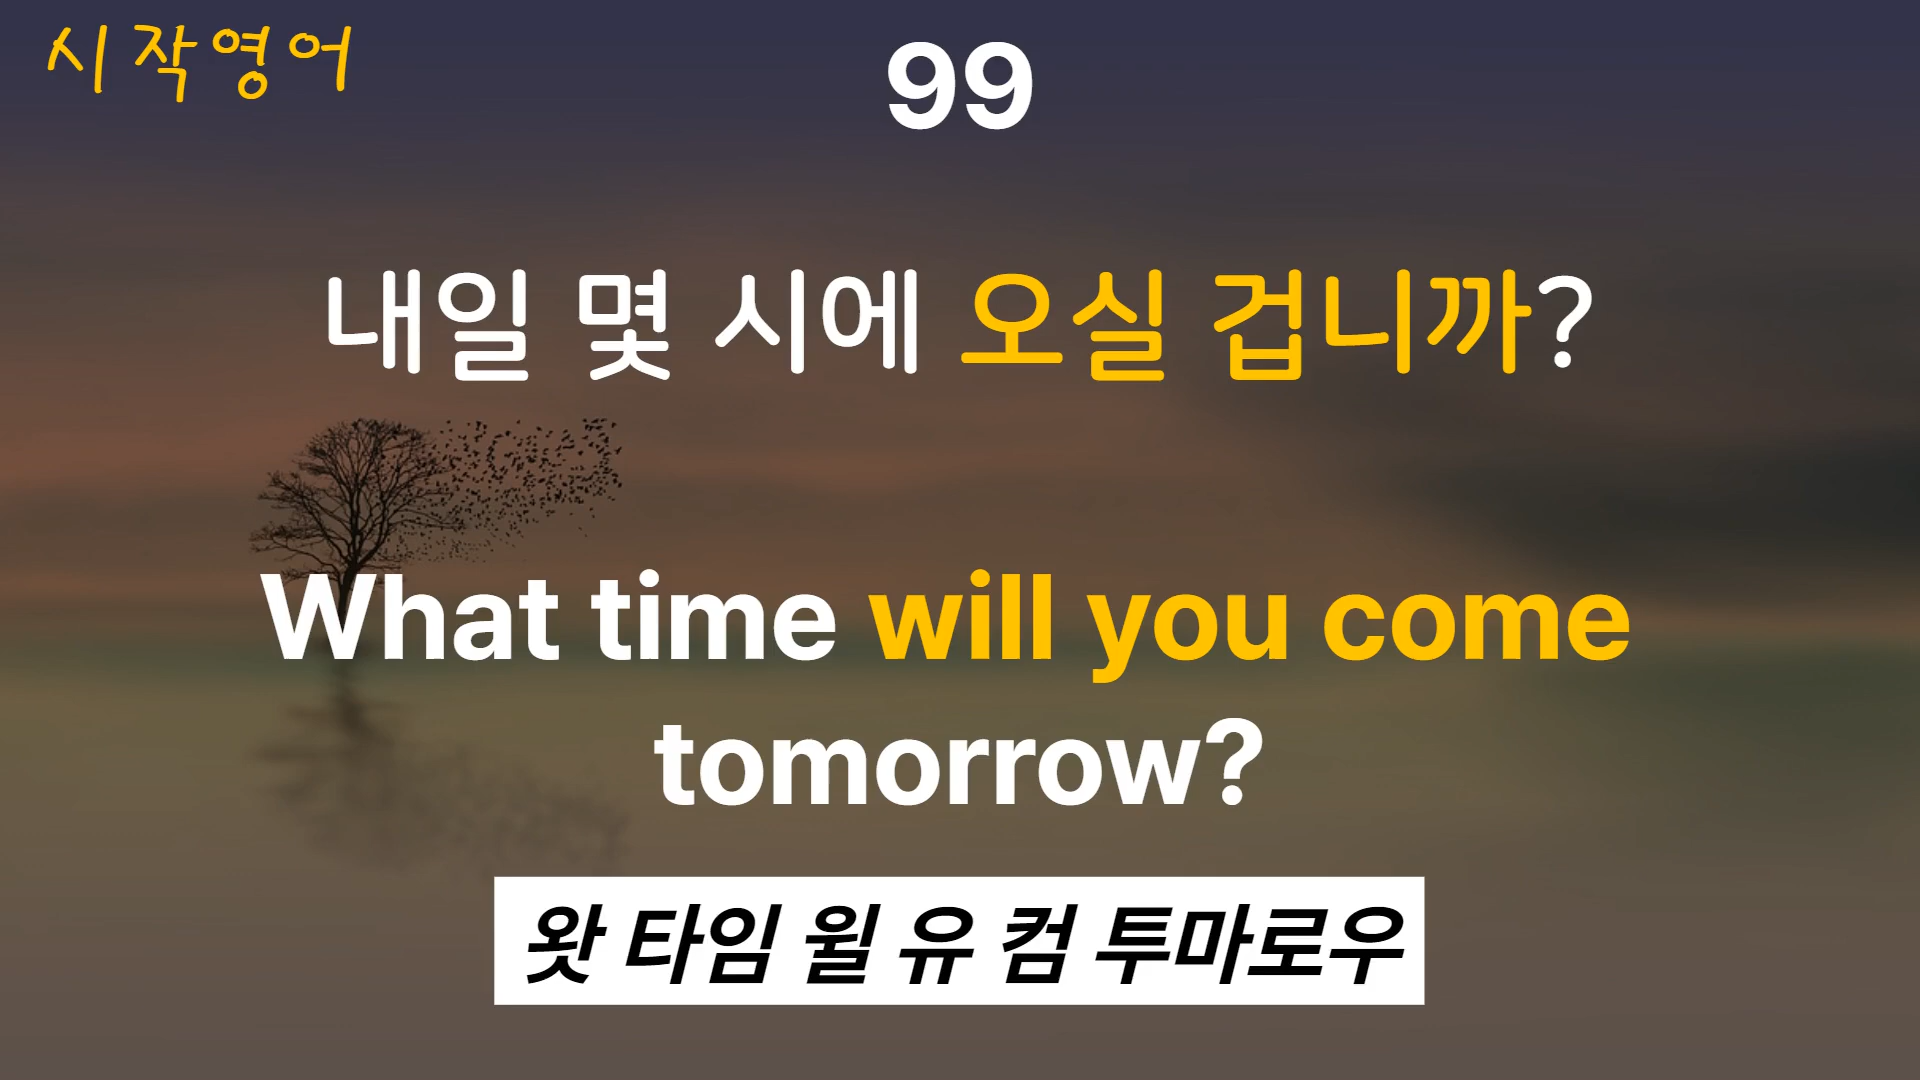 시작영어
99
내일 몇 시에 오실 겁니까?
What time will you come
tomorrow?
왓 타임 윌 유 컴 투마로우